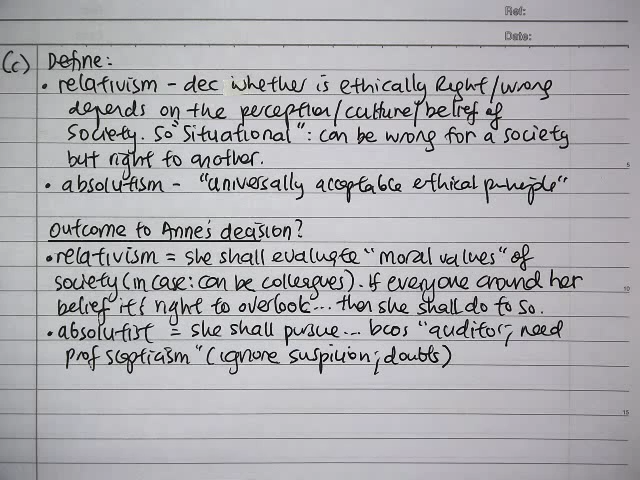 Ref:
Date:
(c) Define:
• relativism – dec whether is ethically Right/wrong
depends on the perception/culture/belief of
society. So "situational": can be wrong for a society
but right to another.
• absolutism – "universally acceptable ethical principle"
5
Outcome to Anne's decision?
• relativism = she shall evaluate "moral values" of
society (in case: can be colleagues). If everyone around her
10
belief it's right to overlook... then she shall do to so.
• absolutist = she shall pursue... bcos "auditor; need
prof scepticism" (ignore suspicion; doubts)
15